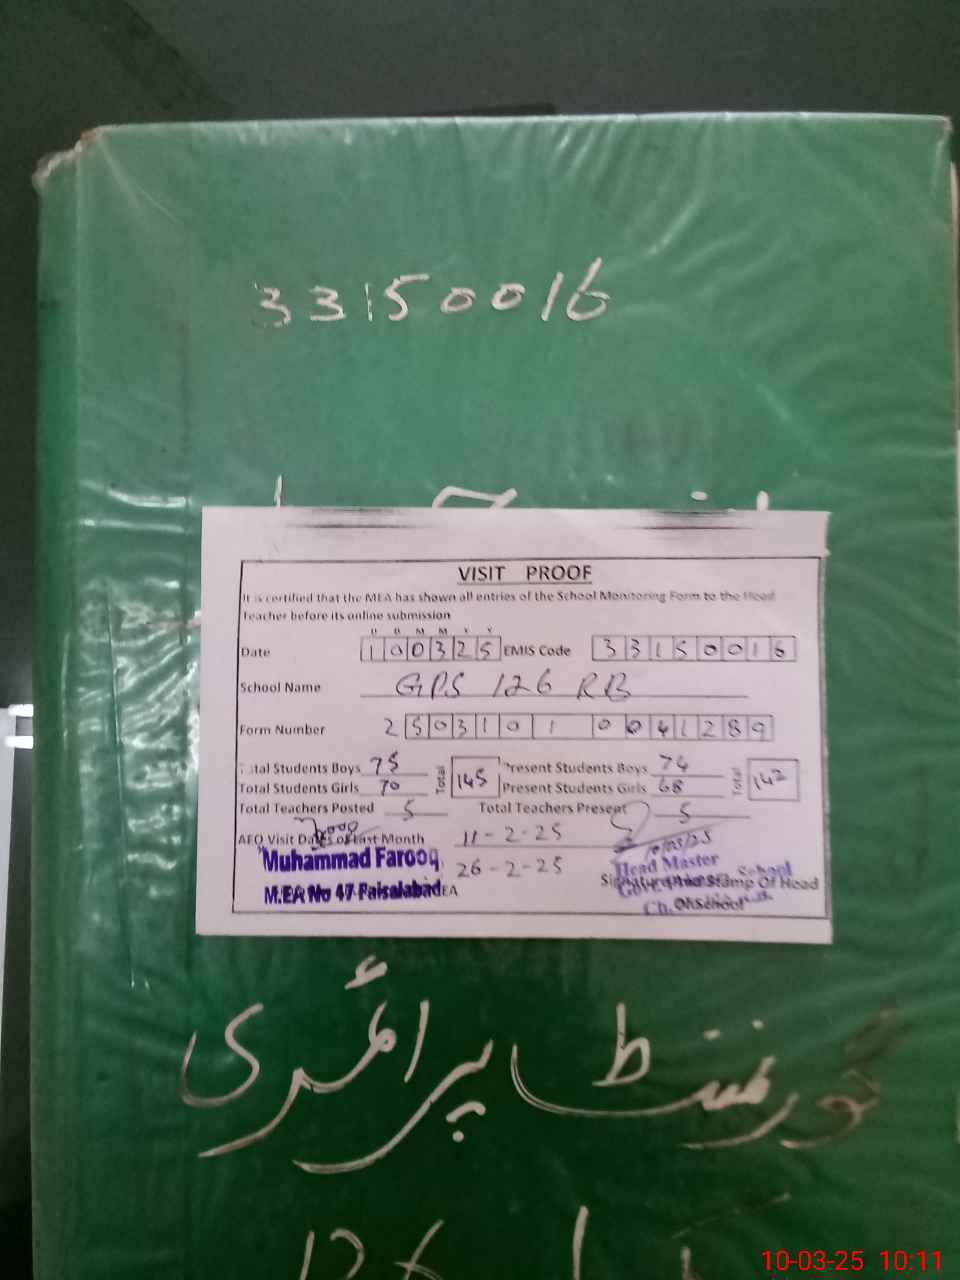 33150016
VISIT PROOF
It is certified that the MEA has shown all entries of the School Monitoring Form to the Head
Teacher before its online submission
D D M M Y Y
Date 100325 EMIS Code 33150016
School Name GPS 126 RB
Form Number 2503101 0041289
Total Students Boys 75 Total 145 Present Students Boys 74 Total 142
Total Students Girls 70 Present Students Girls 68
Total Teachers Posted 5 Total Teachers Present 5
AEO Visit Dates of Last Month 11-2-25
10/03/25
Muhammad Farooq 26-2-25 Head Master
M.EA No 47 Faisalabad EA Signature And Stamp Of Head
Of School
گورنمنٹ پرائمری
126
10-03-25 10:11